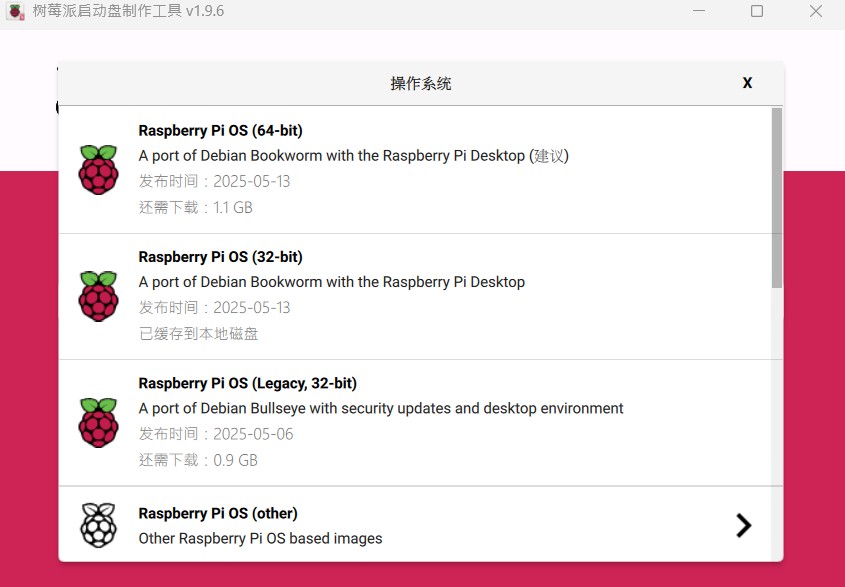 树莓派启动盘制作工具 v1.9.6
操作系统 X
Raspberry Pi OS (64-bit)
A port of Debian Bookworm with the Raspberry Pi Desktop (建议)
发布时间：2025-05-13
还需下载：1.1 GB
Raspberry Pi OS (32-bit)
A port of Debian Bookworm with the Raspberry Pi Desktop
发布时间：2025-05-13
已缓存到本地磁盘
Raspberry Pi OS (Legacy, 32-bit)
A port of Debian Bullseye with security updates and desktop environment
发布时间：2025-05-06
还需下载：0.9 GB
Raspberry Pi OS (other)
Other Raspberry Pi OS based images